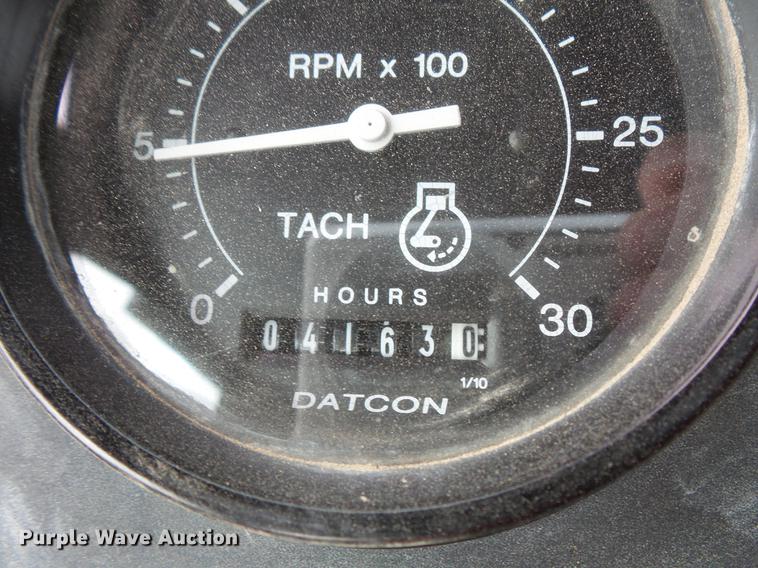 RPM x 100
5
25
TACH
HOURS
0
30
041630
1/10
DATCON
Purple Wave Auction